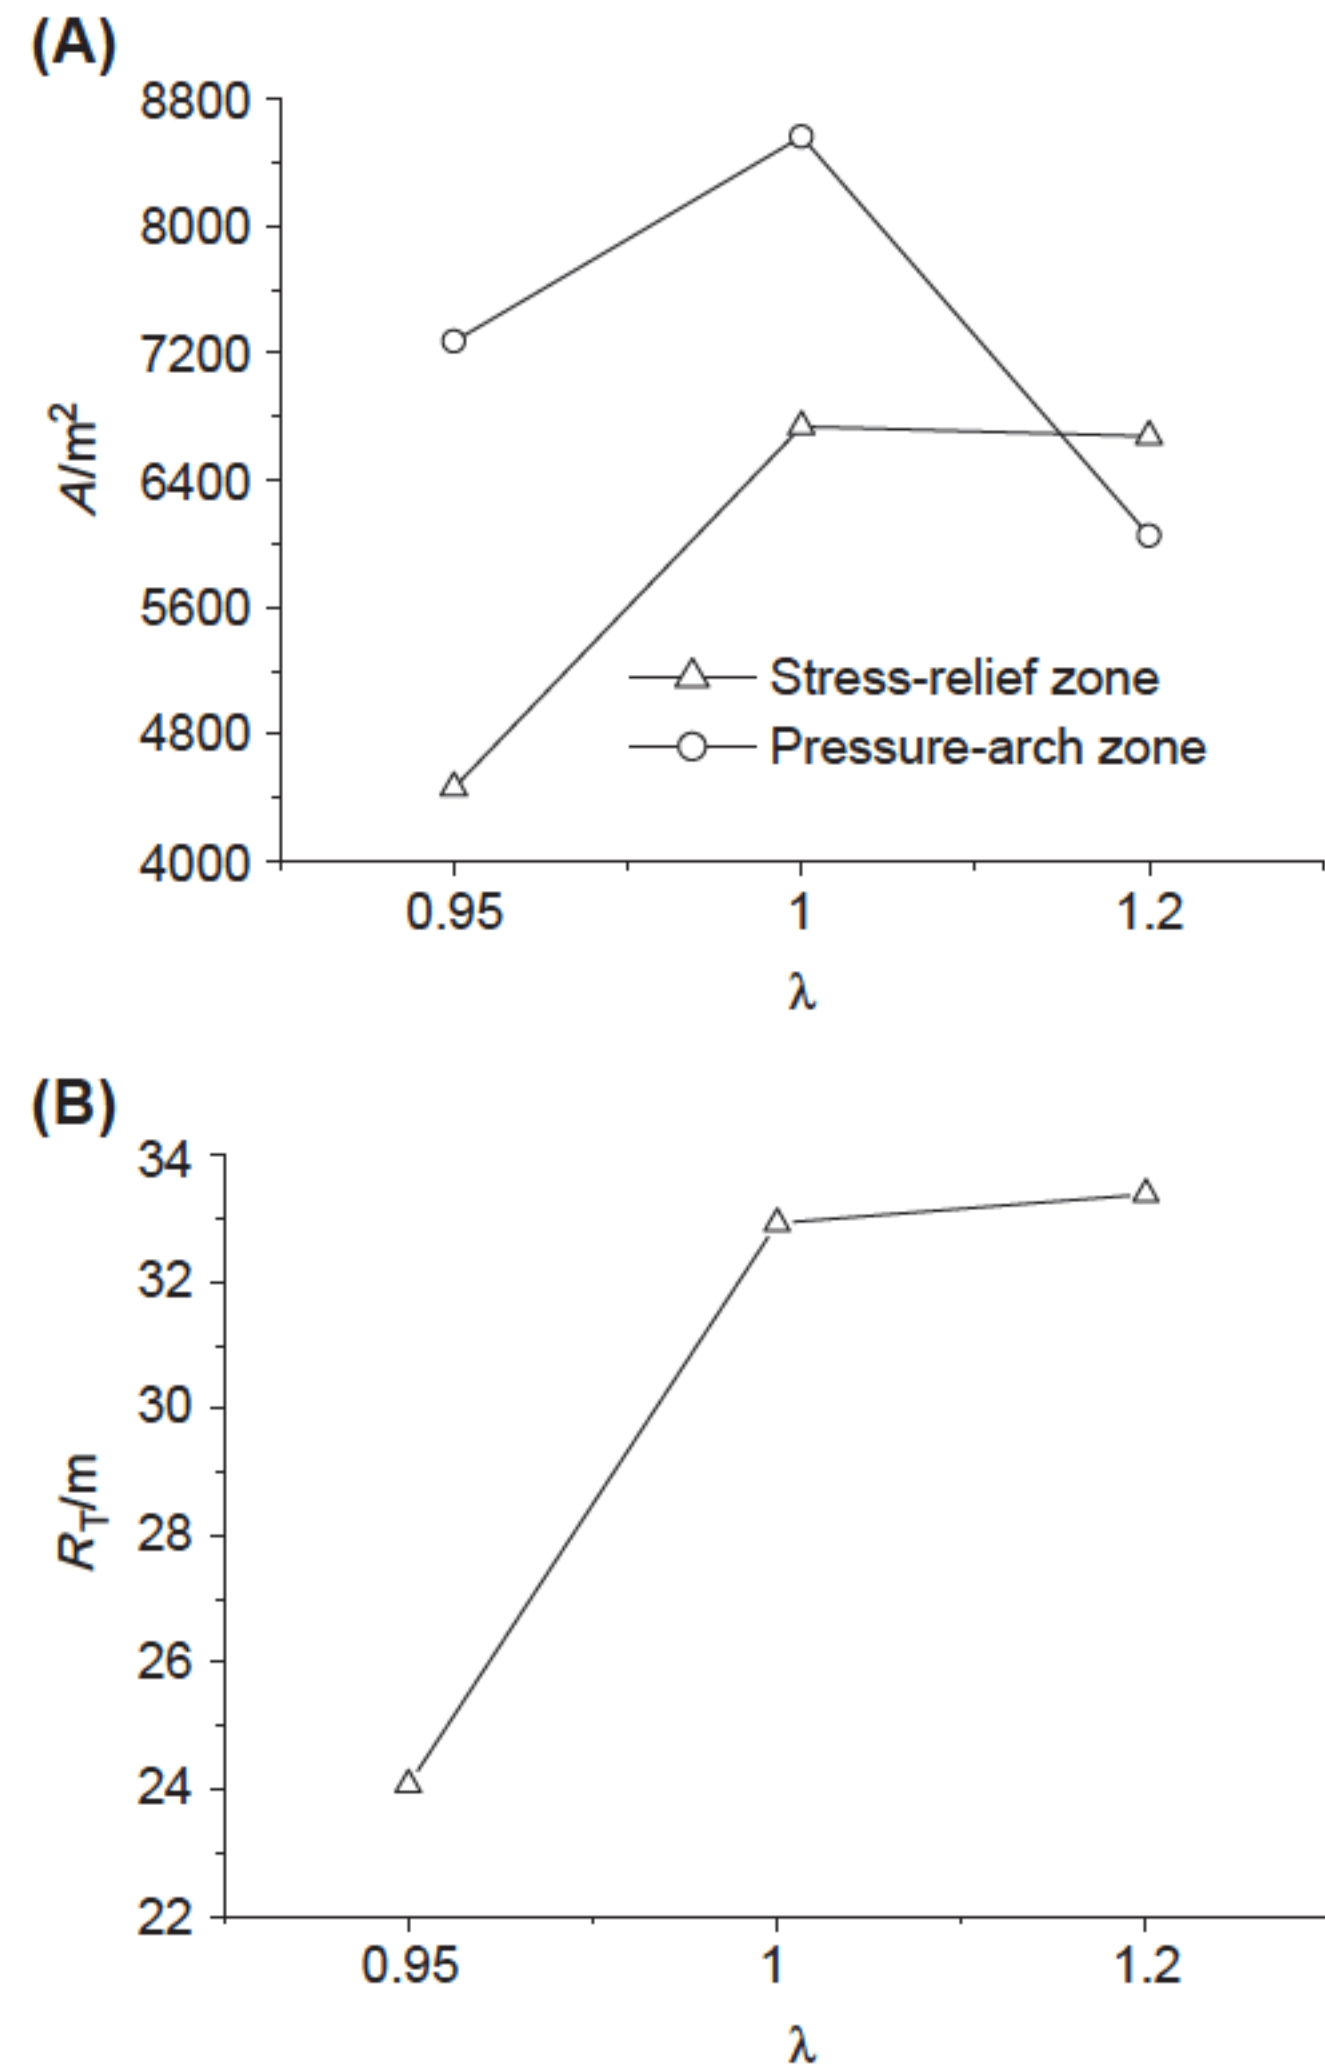 (A)
8800
8000
7200
6400
5600
4800
4000
A/m²
Stress-relief zone
Pressure-arch zone
0.95 1 1.2
λ
(B)
34
32
30
28
26
24
22
R_T/m
0.95 1 1.2
λ